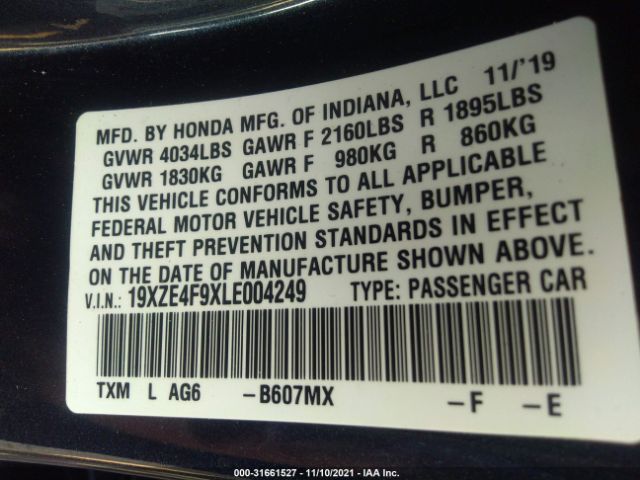 MFD. BY HONDA MFG. OF INDIANA, LLC 11/'19
GVWR 4034LBS GAWR F 2160LBS R 1895LBS
GVWR 1830KG GAWR F 980KG R 860KG
THIS VEHICLE CONFORMS TO ALL APPLICABLE
FEDERAL MOTOR VEHICLE SAFETY, BUMPER,
AND THEFT PREVENTION STANDARDS IN EFFECT
ON THE DATE OF MANUFACTURE SHOWN ABOVE.
V.I.N.: 19XZE4F9XLE004249 TYPE: PASSENGER CAR
TXM L AG6 -B607MX -F -E
000-31661527 - 11/10/2021 - IAA Inc.